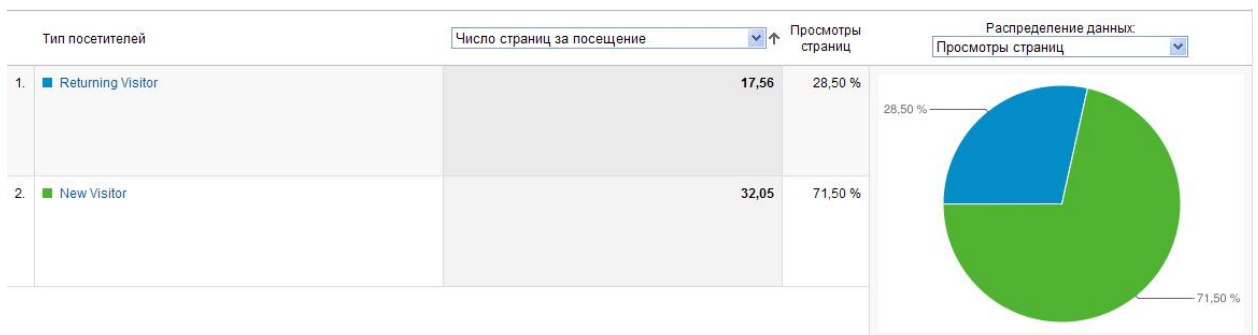 Тип посетителей
Число страниц за посещение
Просмотры
страниц
Распределение данных:
Просмотры страниц
1. Returning Visitor 17,56 28,50 %
28,50 %
2. New Visitor 32,05 71,50 %
71,50 %